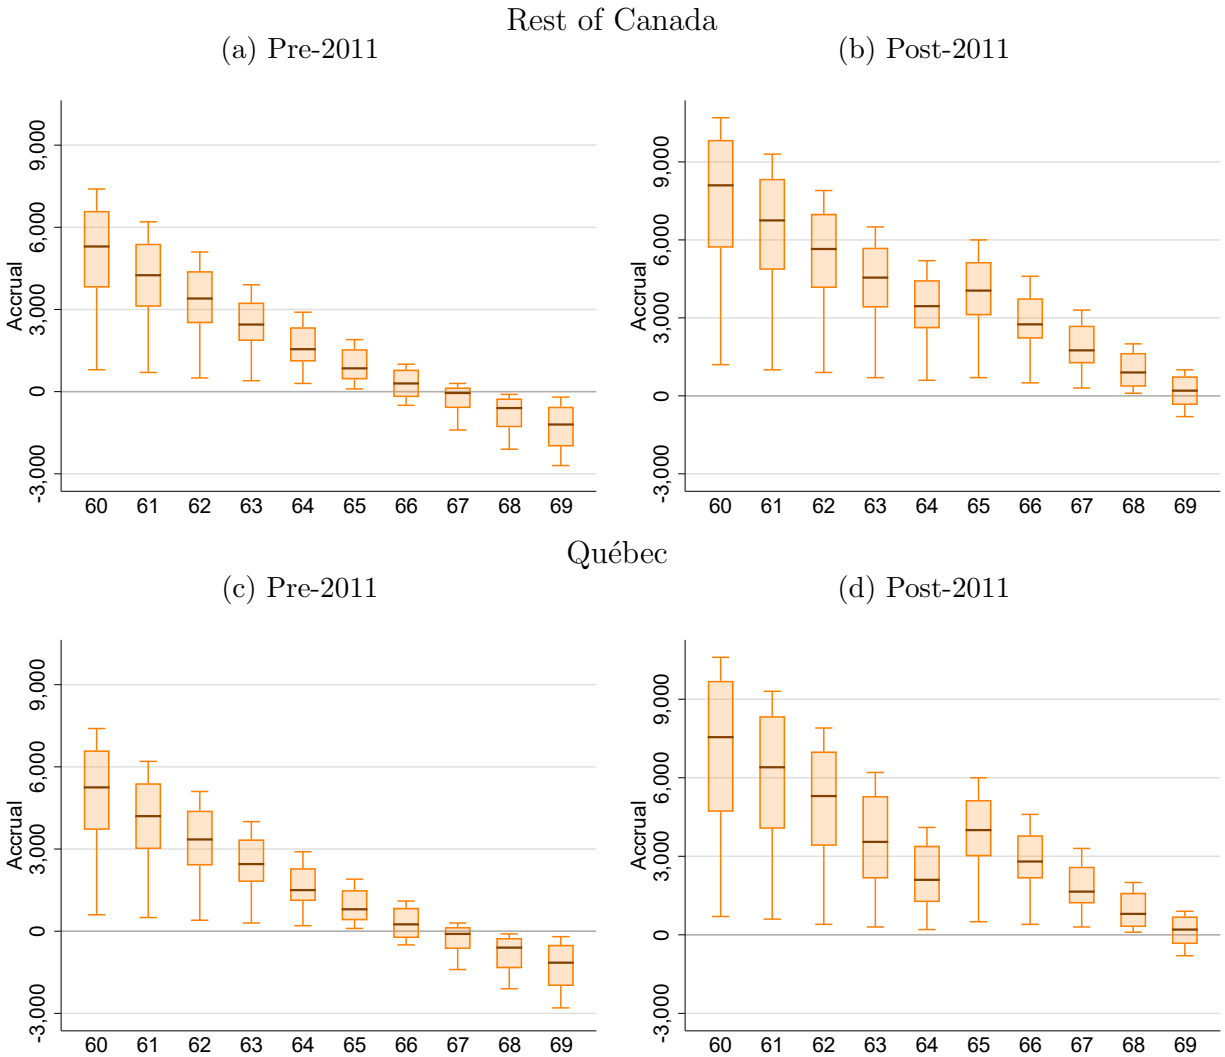 Rest of Canada
(a) Pre-2011
(b) Post-2011
Accrual
9,000
6,000
3,000
0
-3,000
60 61 62 63 64 65 66 67 68 69
Accrual
9,000
6,000
3,000
0
-3,000
60 61 62 63 64 65 66 67 68 69
Québec
(c) Pre-2011
(d) Post-2011
Accrual
9,000
6,000
3,000
0
-3,000
60 61 62 63 64 65 66 67 68 69
Accrual
9,000
6,000
3,000
0
-3,000
60 61 62 63 64 65 66 67 68 69